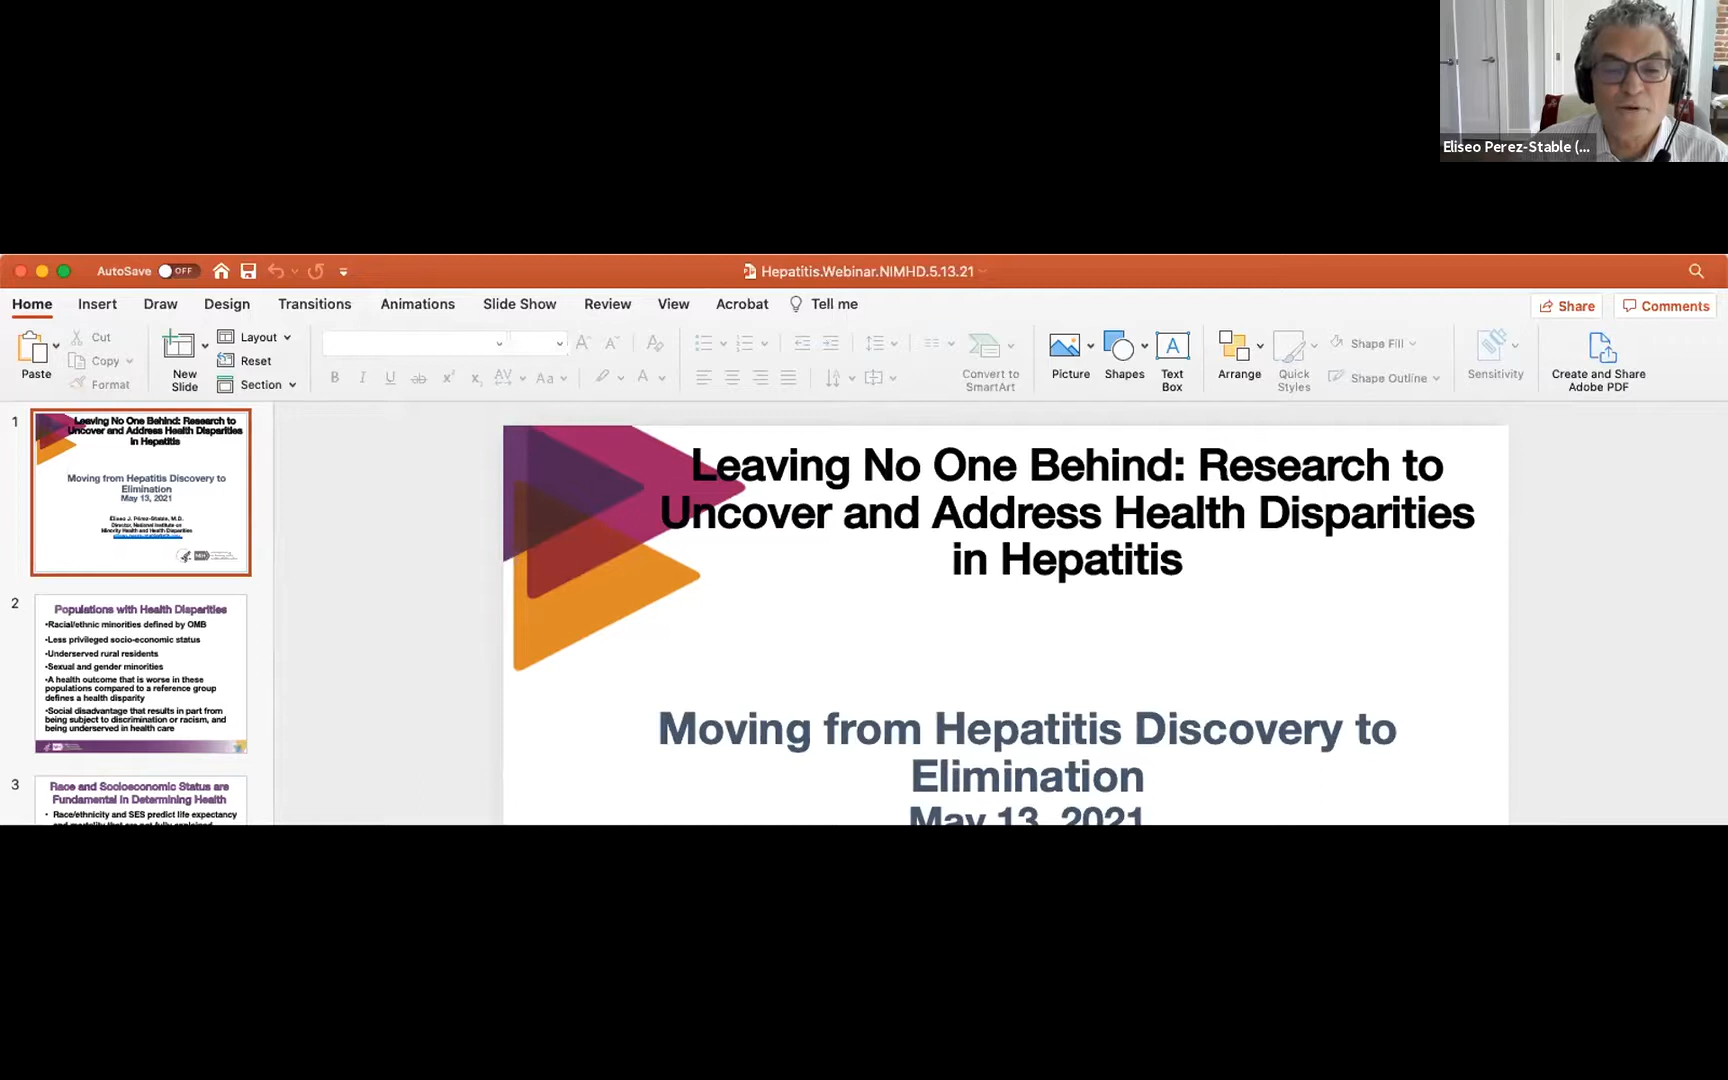 Eliseo Perez-Stable (...
AutoSave OFF
Hepatitis.Webinar.NIMHD.5.13.21
Home Insert Draw Design Transitions Animations Slide Show Review View Acrobat Tell me
Share Comments
Paste
Cut
Copy
Format
New
Slide
Layout
Reset
Section
Convert to
SmartArt
Picture
Shapes
Text
Box
Arrange
Quick
Styles
Shape Fill
Shape Outline
Sensitivity
Create and Share
Adobe PDF
1
Leaving No One Behind: Research to
Uncover and Address Health Disparities
in Hepatitis
Moving from Hepatitis Discovery to
Elimination
May 13, 2021
Eliseo J. Pérez-Stable, M.D.
Director, National Institute on
Minority Health and Health Disparities
2
Populations with Health Disparities
•Racial/ethnic minorities defined by OMB
•Less privileged socio-economic status
•Underserved rural residents
•Sexual and gender minorities
•A health outcome that is worse in these
populations compared to a reference group
defines a health disparity
•Social disadvantage that results in part from
being subject to discrimination or racism, and
being underserved in health care
3
Race and Socioeconomic Status are
Fundamental in Determining Health
• Race/ethnicity and SES predict life expectancy
Leaving No One Behind: Research to
Uncover and Address Health Disparities
in Hepatitis
Moving from Hepatitis Discovery to
Elimination
May 13, 2021